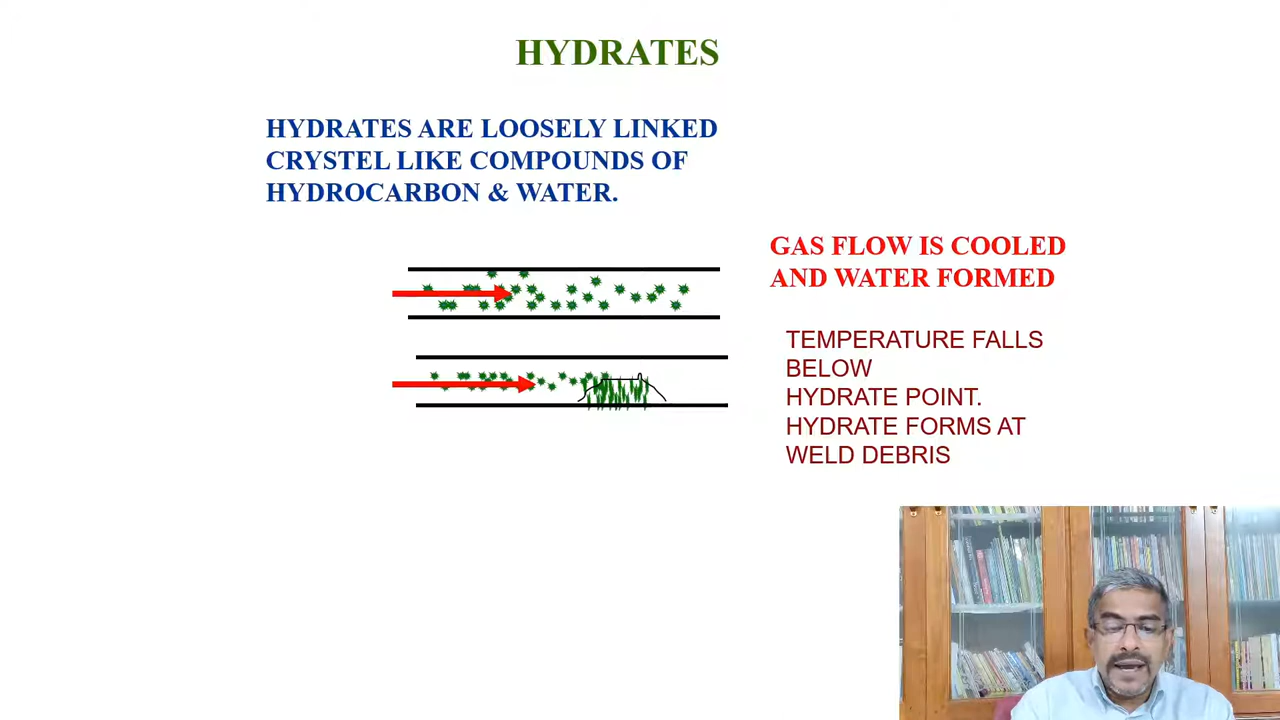 HYDRATES
HYDRATES ARE LOOSELY LINKED
CRYSTEL LIKE COMPOUNDS OF
HYDROCARBON & WATER.
GAS FLOW IS COOLED
AND WATER FORMED
TEMPERATURE FALLS
BELOW
HYDRATE POINT.
HYDRATE FORMS AT
WELD DEBRIS